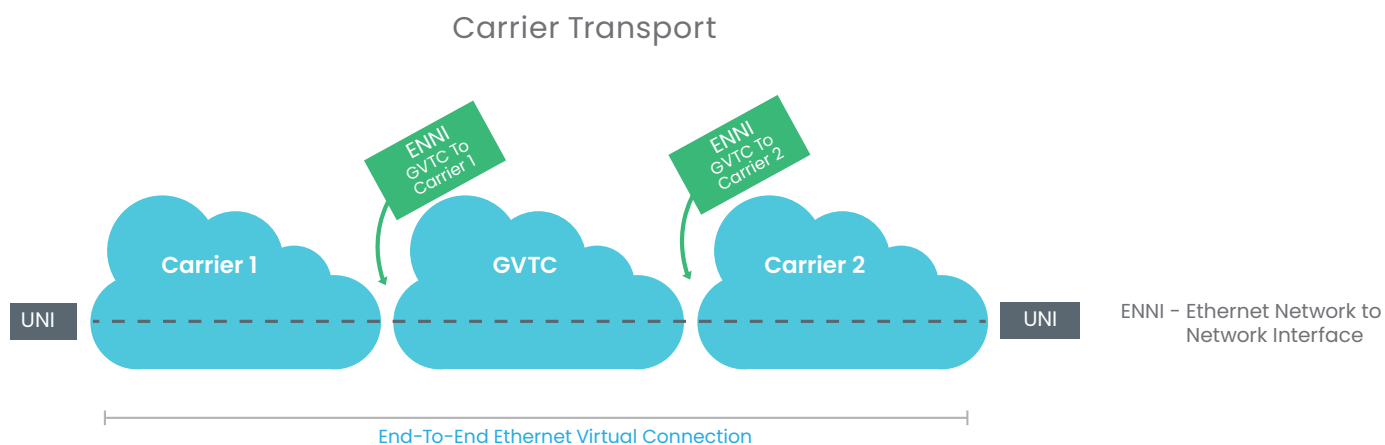 Carrier Transport
ENNI
GVTC To
Carrier 1
ENNI
GVTC To
Carrier 2
Carrier 1
GVTC
Carrier 2
UNI
UNI
ENNI - Ethernet Network to
Network Interface
End-To-End Ethernet Virtual Connection